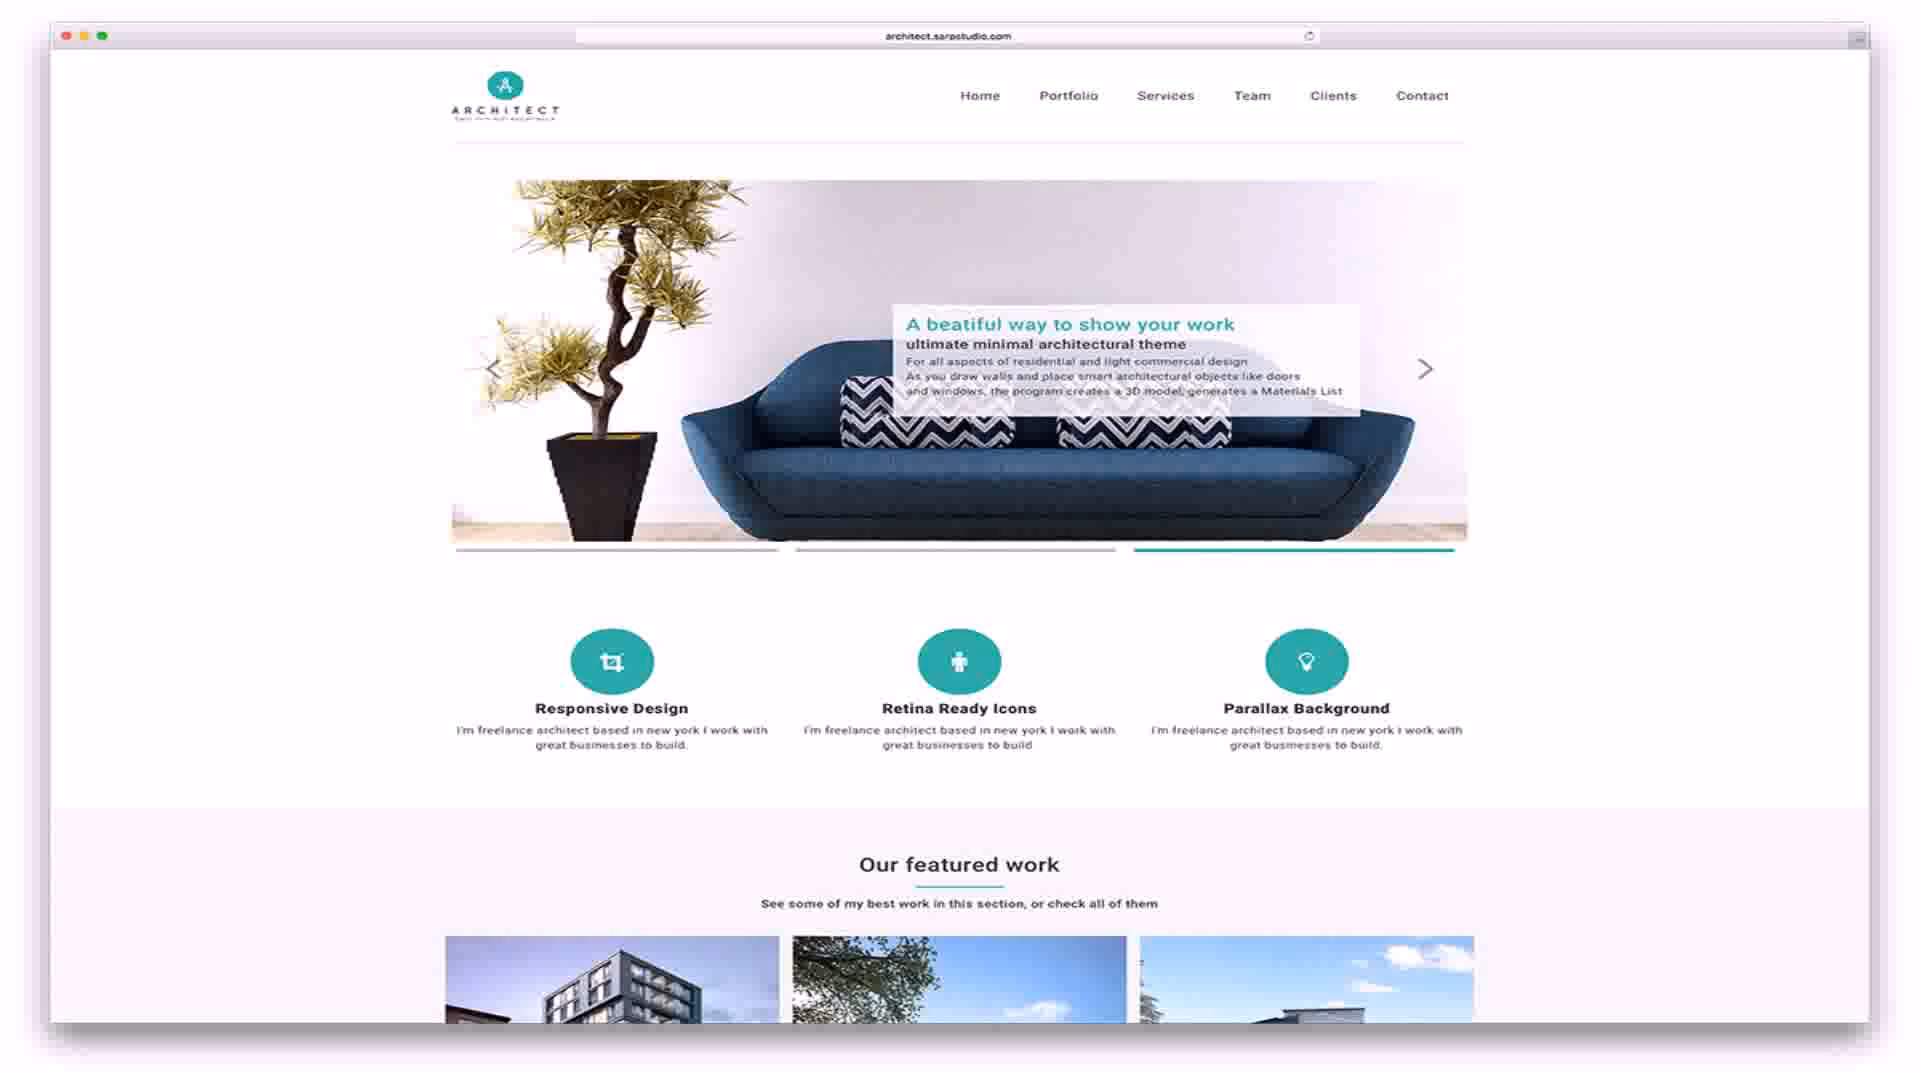 architect.sarastudio.com
A
ARCHITECT
Home Portfolio Services Team Clients Contact
A beatiful way to show your work
ultimate minimal architectural theme
For all aspects of residential and light commercial design
As you draw walls and place smart architectural objects like doors
and windows, the program creates a 3D model, generates a Materials List
Responsive Design
I'm freelance architect based in new york I work with
great businesses to build.
Retina Ready Icons
I'm freelance architect based in new york I work with
great businesses to build
Parallax Background
I'm freelance architect based in new york I work with
great businesses to build.
Our featured work
See some of my best work in this section, or check all of them